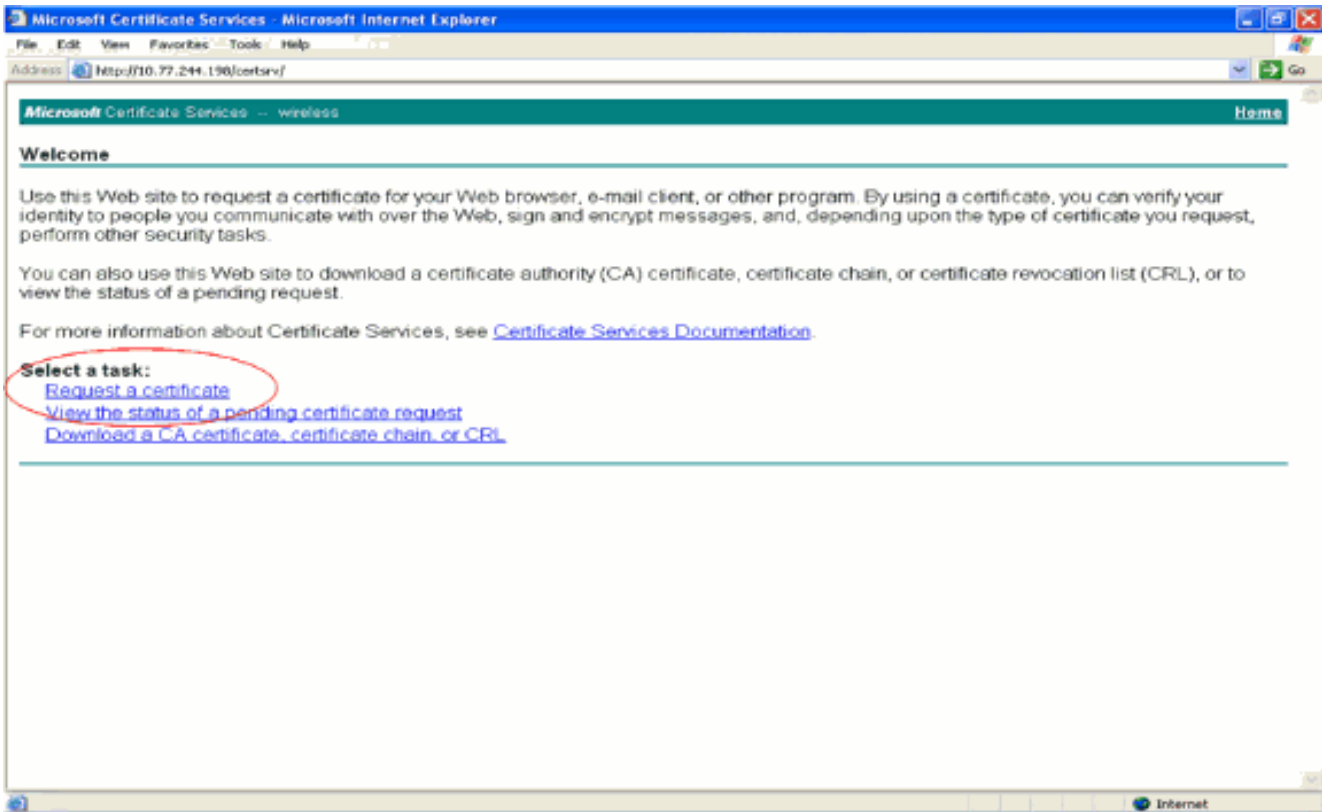 Microsoft Certificate Services - Microsoft Internet Explorer
File Edit View Favorites Tools Help
Address http://10.77.244.198/certsrv/ Go
Microsoft Certificate Services -- wireless Home
Welcome
Use this Web site to request a certificate for your Web browser, e-mail client, or other program. By using a certificate, you can verify your
identity to people you communicate with over the Web, sign and encrypt messages, and, depending upon the type of certificate you request,
perform other security tasks.
You can also use this Web site to download a certificate authority (CA) certificate, certificate chain, or certificate revocation list (CRL), or to
view the status of a pending request.
For more information about Certificate Services, see Certificate Services Documentation.
Select a task:
Request a certificate
View the status of a pending certificate request
Download a CA certificate, certificate chain, or CRL
Internet